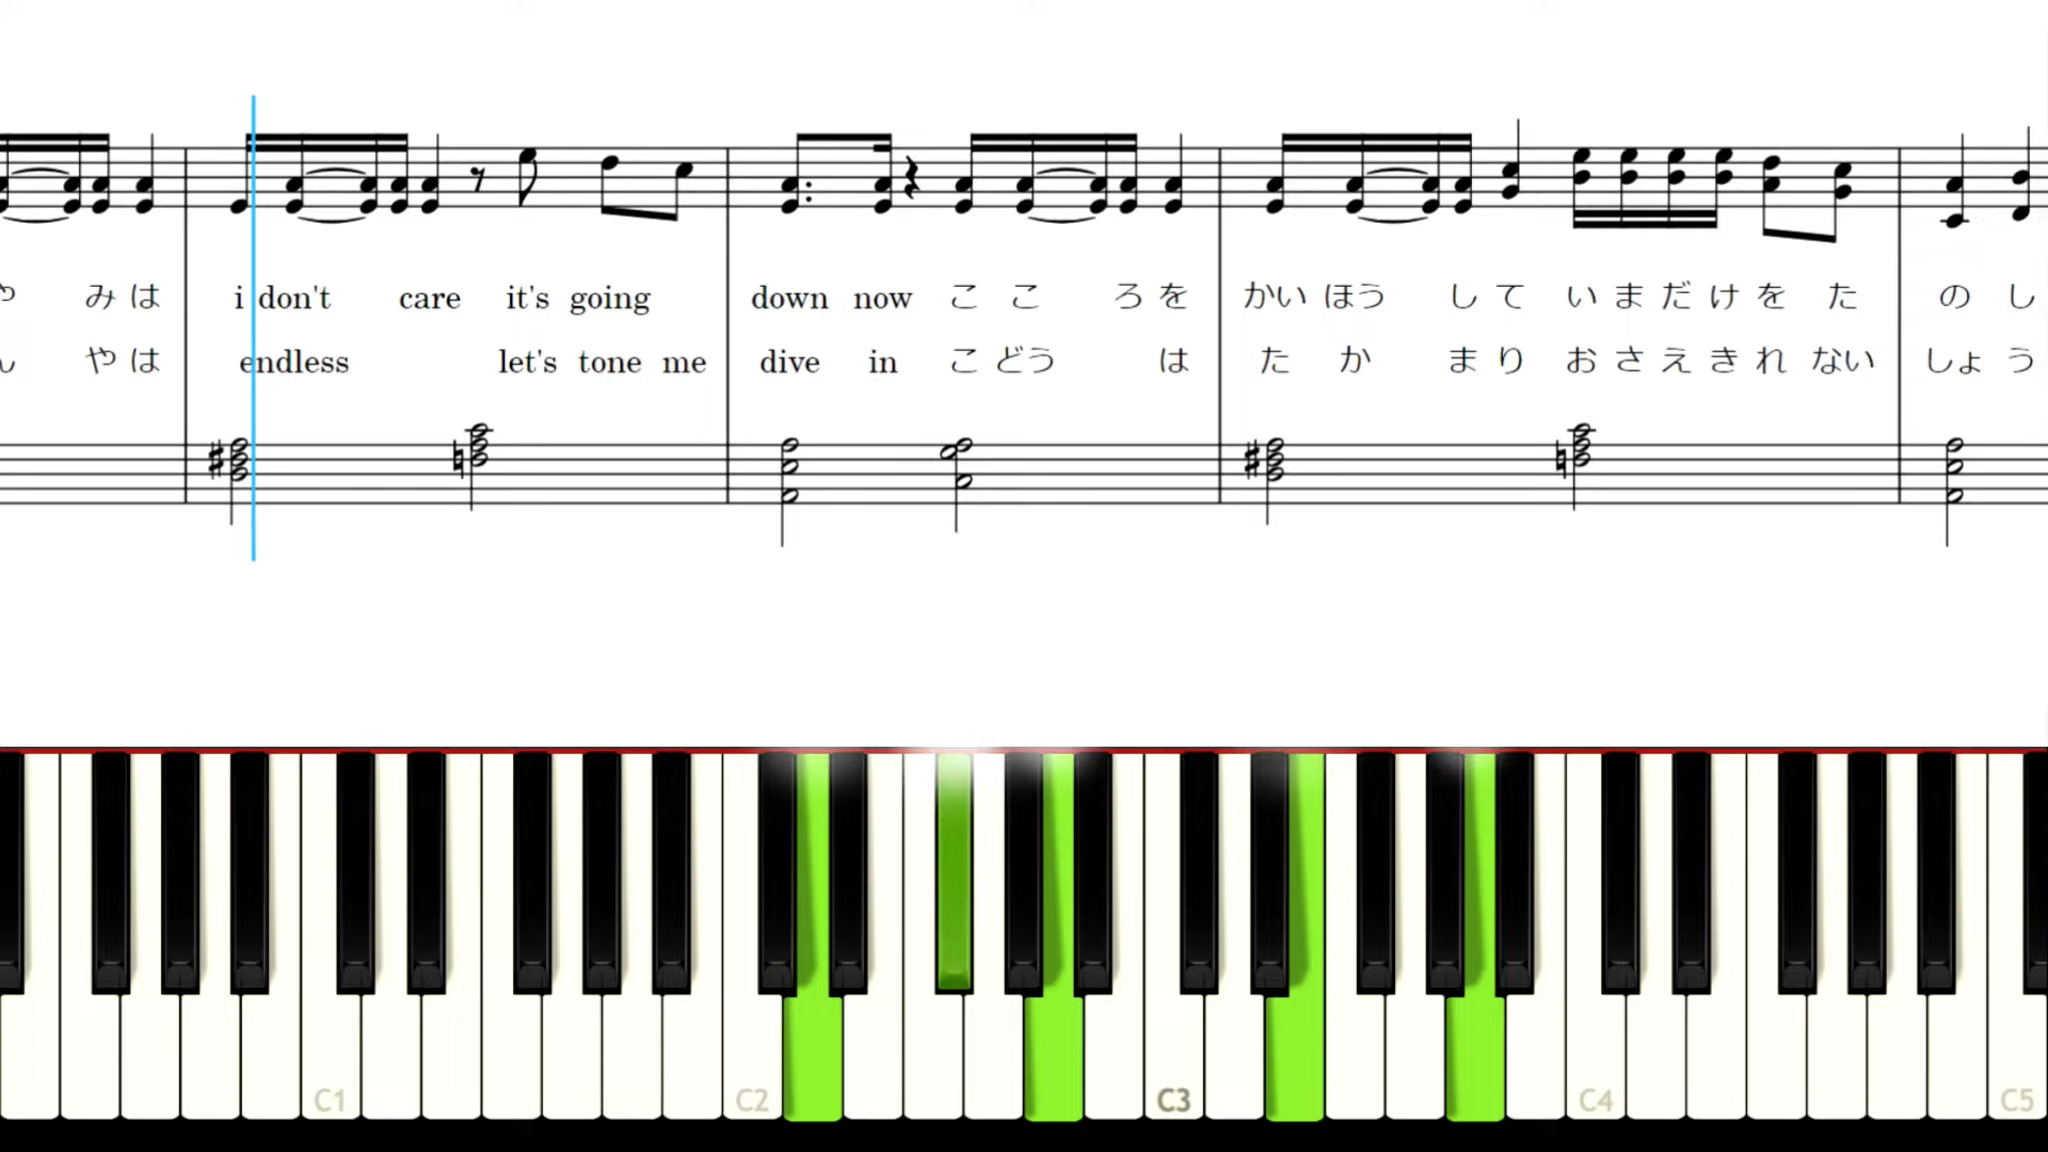 みは i don't care it's going down now こころを かいほうして いまだけをた のし
やは endless let's tone me dive in こどうは たかまり おさえきれない しょう
C1 C2 C3 C4 C5